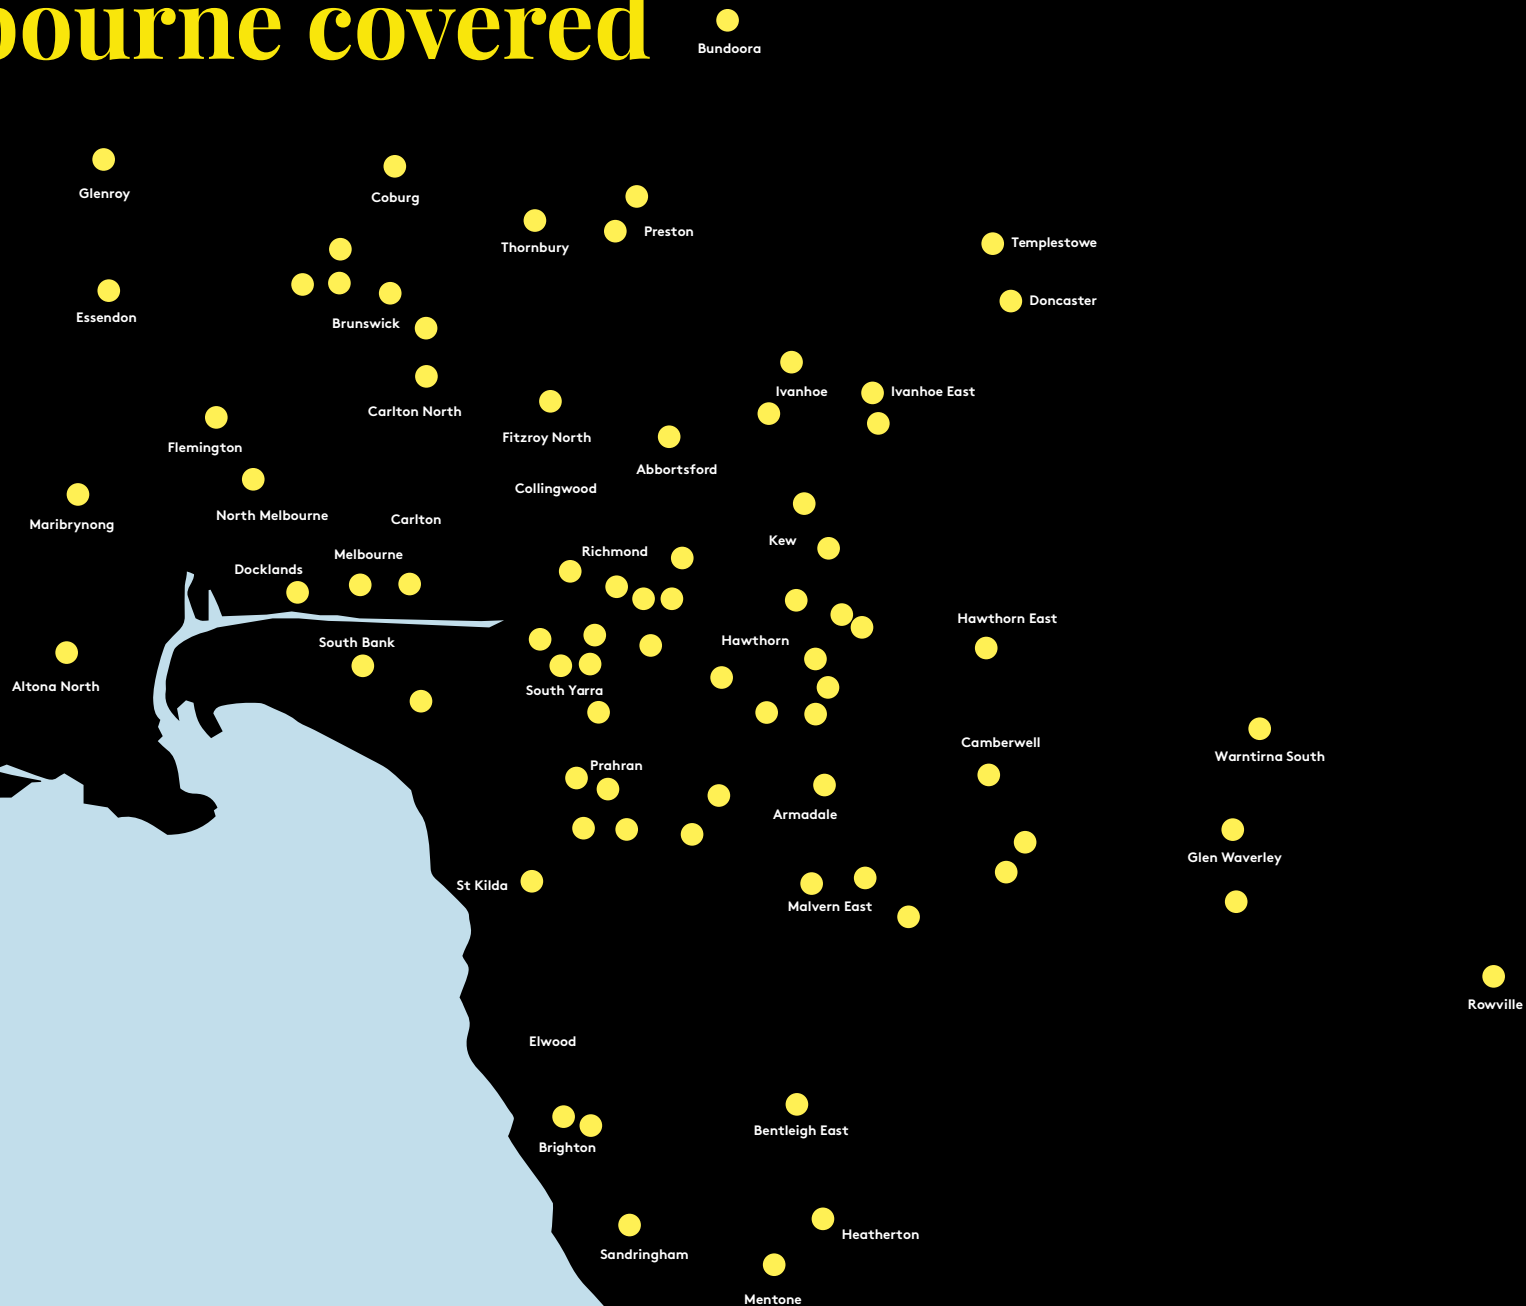 bourne covered
Bundoora
Glenroy
Coburg
Thornbury
Preston
Templestowe
Doncaster
Essendon
Brunswick
Ivanhoe
Ivanhoe East
Carlton North
Fitzroy North
Flemington
Abbortsford
Collingwood
Maribrynong
North Melbourne
Carlton
Kew
Richmond
Melbourne
Docklands
Hawthorn East
South Bank
Hawthorn
Altona North
South Yarra
Camberwell
Warntirna South
Prahran
Armadale
Glen Waverley
St Kilda
Malvern East
Rowville
Elwood
Bentleigh East
Brighton
Heatherton
Sandringham
Mentone